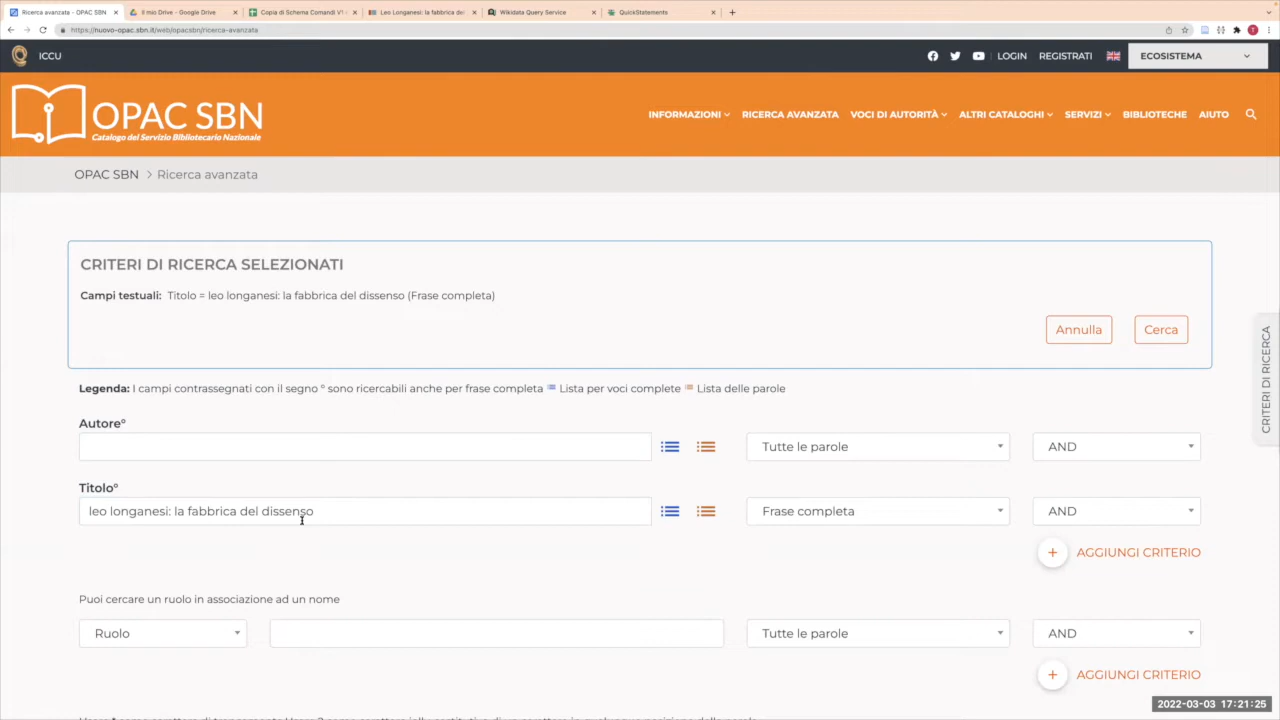 Ricerca avanzata - OPAC SBN
Il mio Drive - Google Drive
Copia di Schema Comandi V1
Leo Longanesi: la fabbrica del
Wikidata Query Service
QuickStatements
https://nuovo-opac.sbn.it/web/opacsbn/ricerca-avanzata
ICCU
LOGIN
REGISTRATI
ECOSISTEMA
OPAC SBN
Catalogo del Servizio Bibliotecario Nazionale
INFORMAZIONI
RICERCA AVANZATA
VOCI DI AUTORITÀ
ALTRI CATALOGHI
SERVIZI
BIBLIOTECHE
AIUTO
OPAC SBN > Ricerca avanzata
CRITERI DI RICERCA SELEZIONATI
Campi testuali: Titolo = leo longanesi: la fabbrica del dissenso (Frase completa)
Annulla
Cerca
CRITERI DI RICERCA
Legenda: I campi contrassegnati con il segno ° sono ricercabili anche per frase completa Lista per voci complete Lista delle parole
Autore°
Tutte le parole
AND
Titolo°
leo longanesi: la fabbrica del dissenso
Frase completa
AND
+ AGGIUNGI CRITERIO
Puoi cercare un ruolo in associazione ad un nome
Ruolo
Tutte le parole
AND
+ AGGIUNGI CRITERIO
2022-03-03 17:21:25